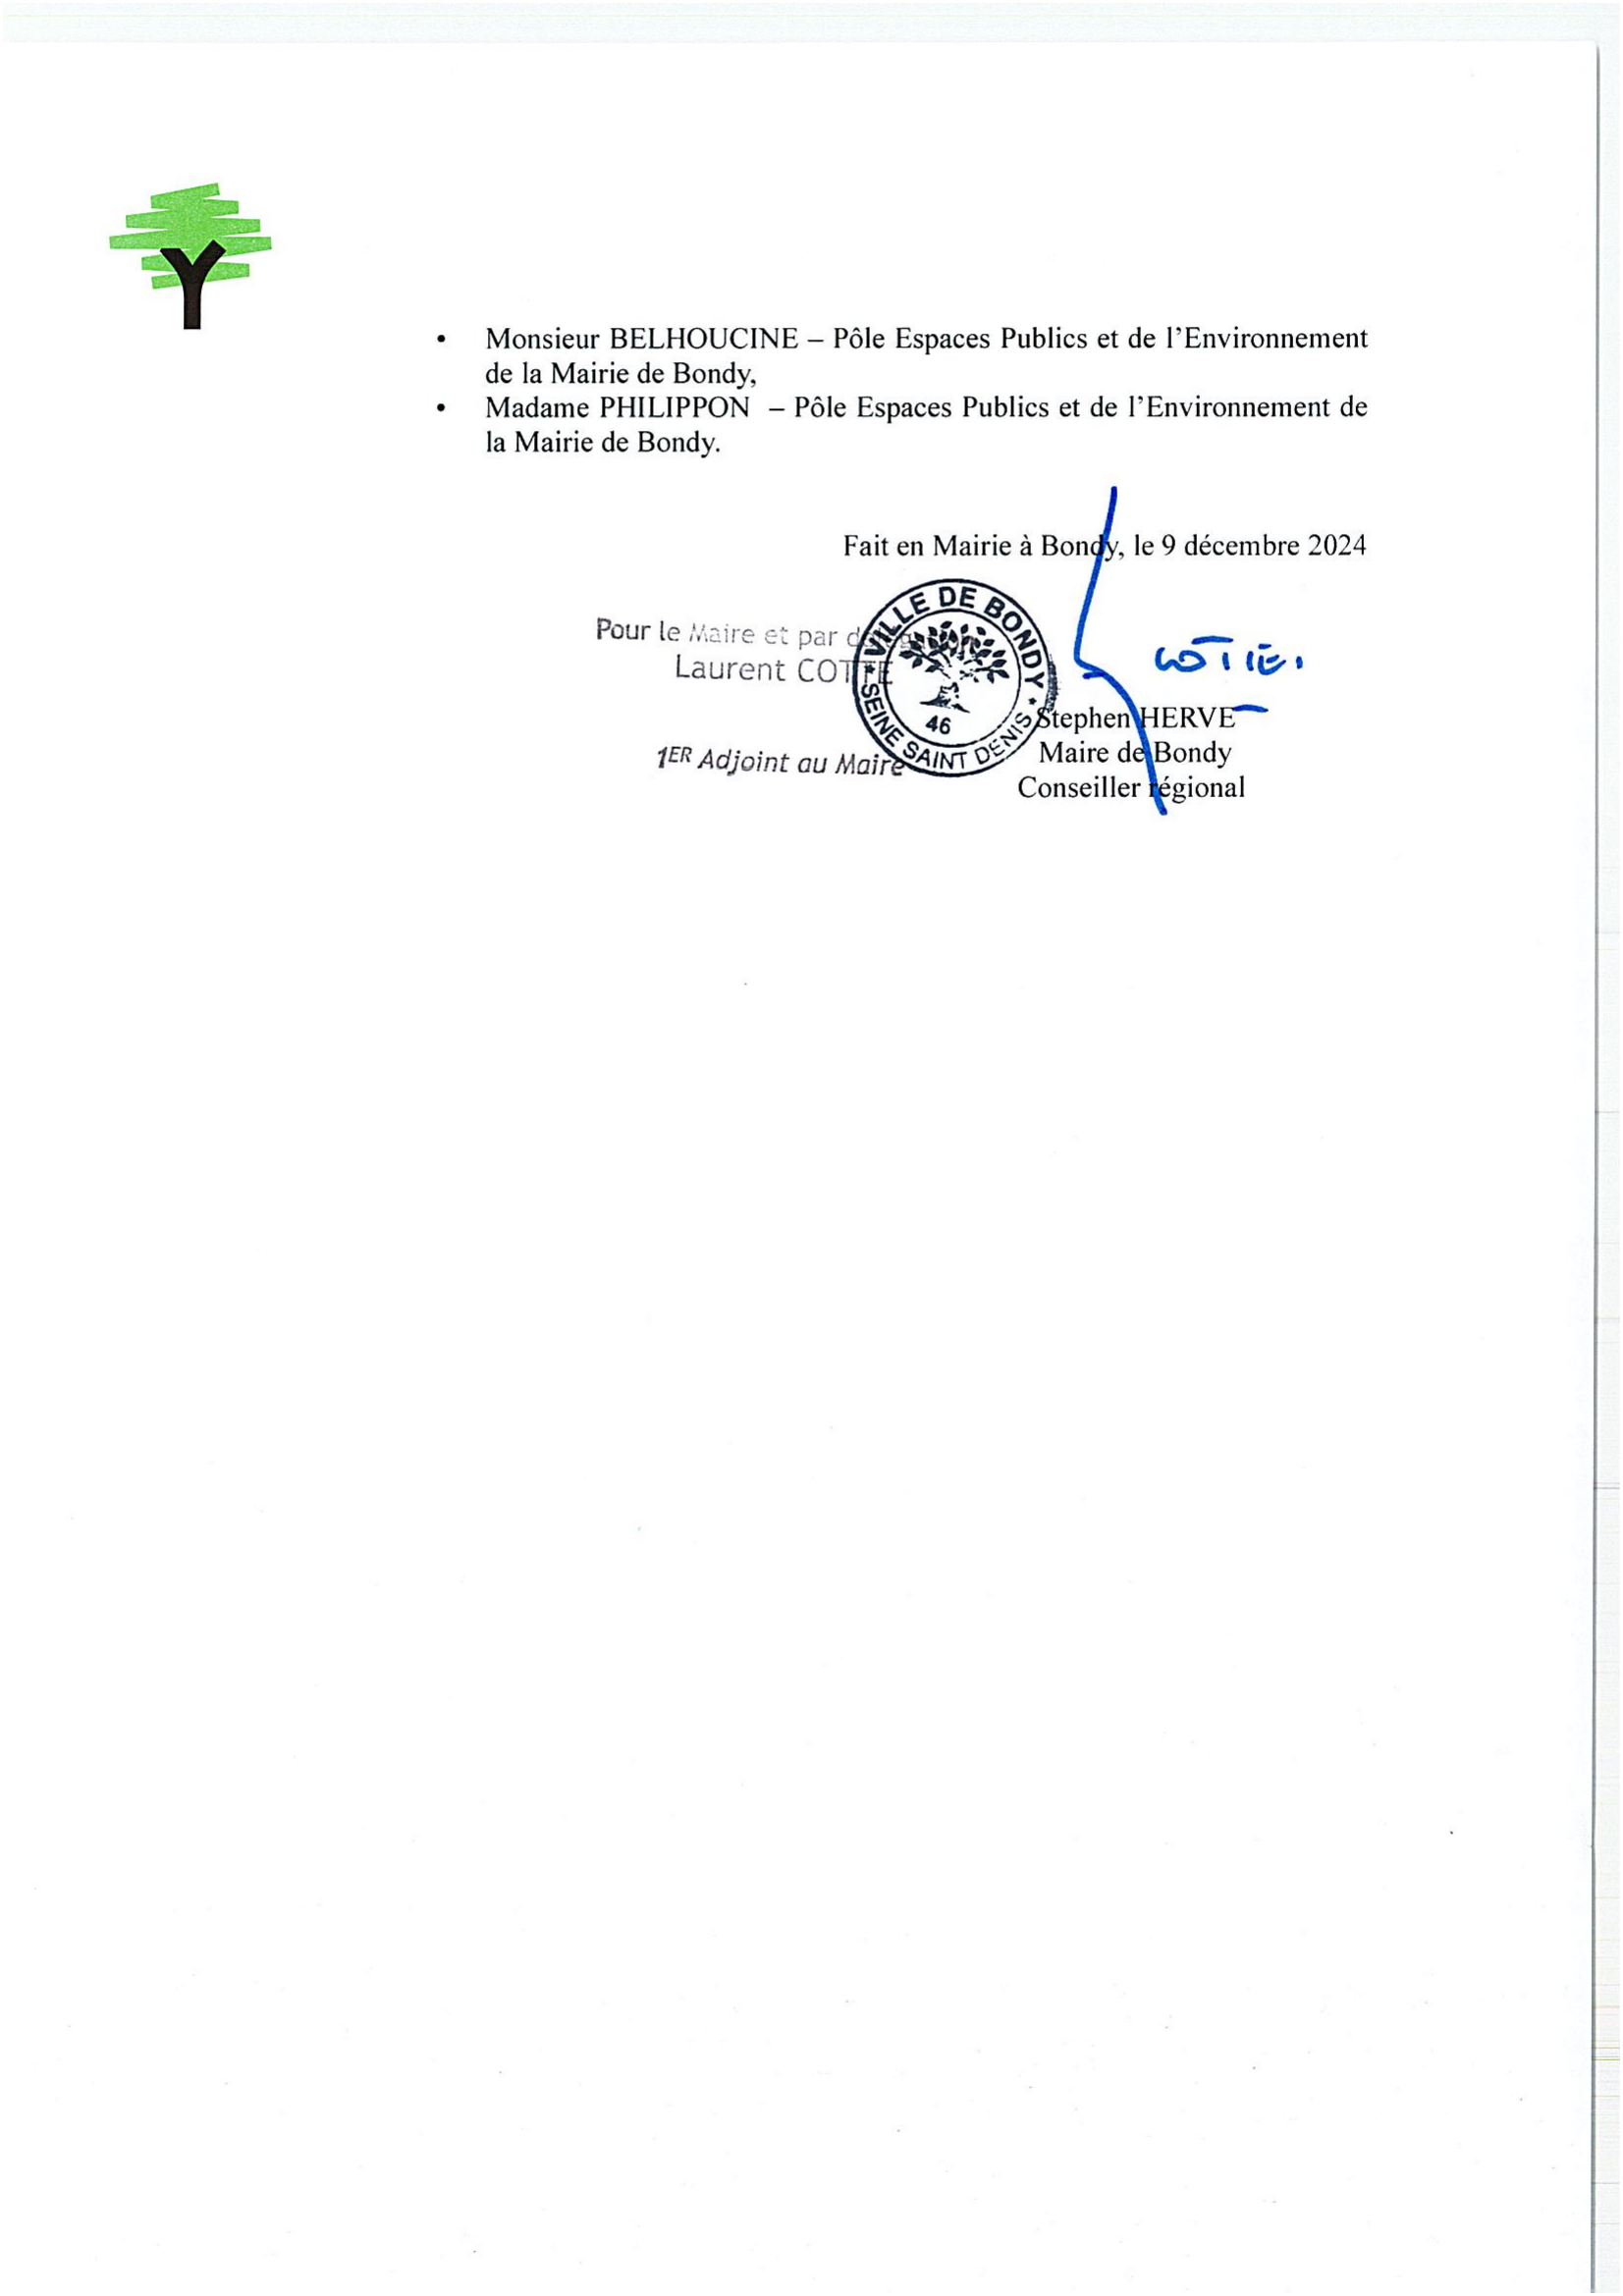 • Monsieur BELHOUCINE – Pôle Espaces Publics et de l'Environnement
de la Mairie de Bondy,
• Madame PHILIPPON – Pôle Espaces Publics et de l'Environnement de
la Mairie de Bondy.
Fait en Mairie à Bondy, le 9 décembre 2024
Pour le Maire et par
Laurent COTTE
1ER Adjoint au Maire
VILLE DE BONDY
46
* SEINE SAINT DENIS *
Stephen HERVE
Maire de Bondy
Conseiller régional